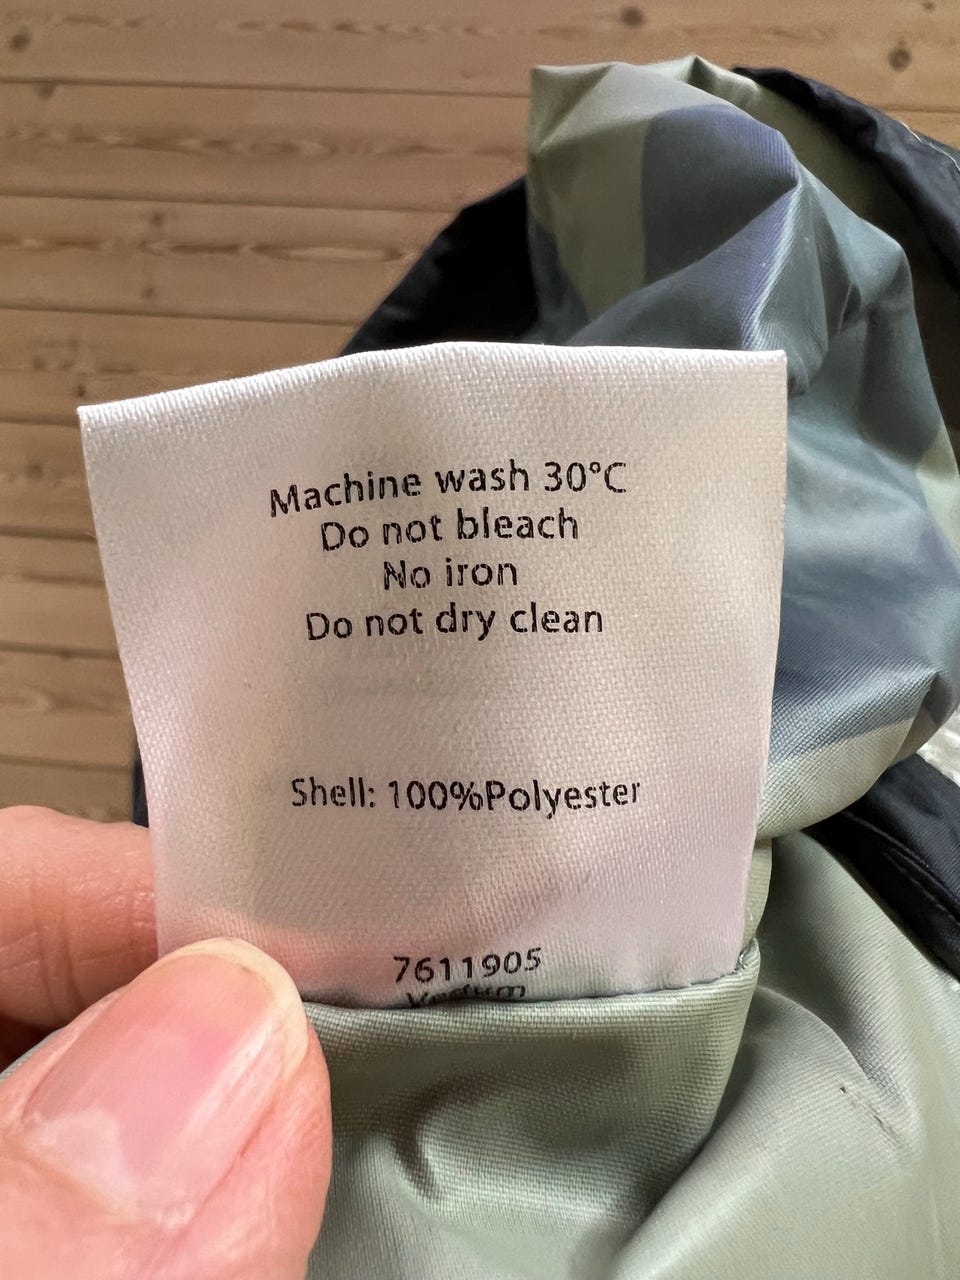 Machine wash 30°C
Do not bleach
No iron
Do not dry clean
Shell: 100%Polyester
7611905